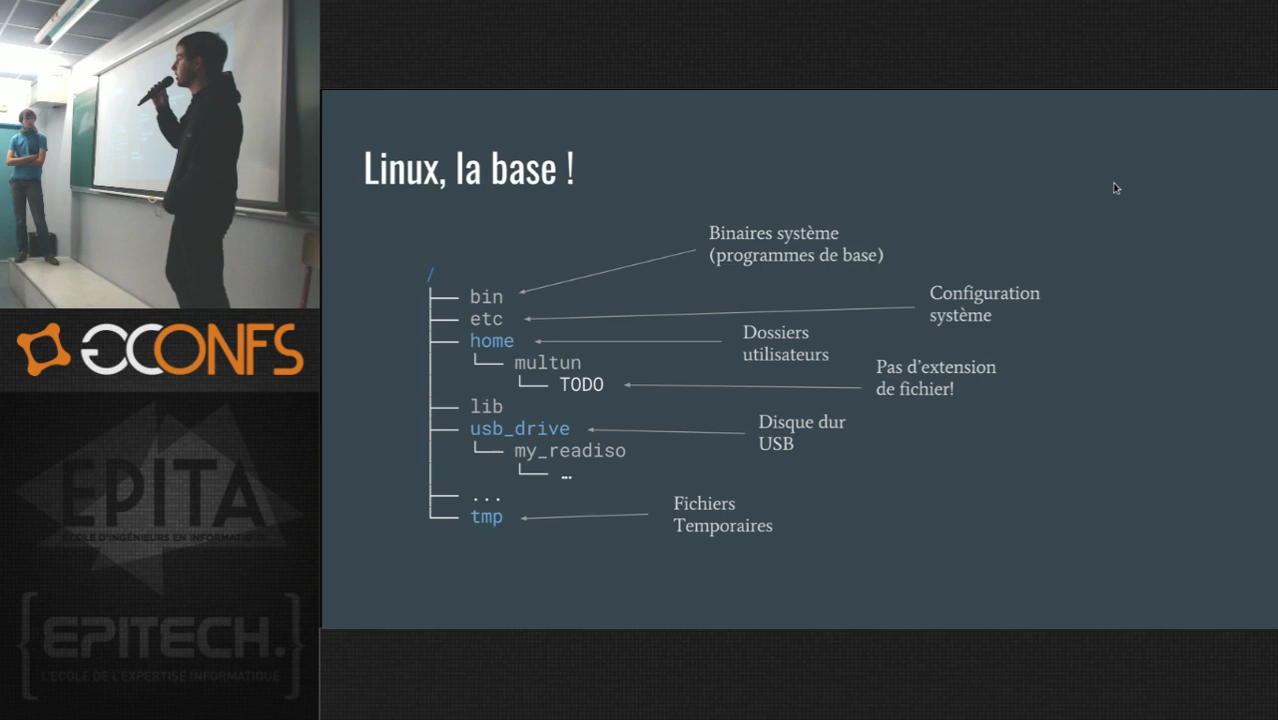 Linux, la base !
Binaires système
(programmes de base)
/
bin
Configuration
système
etc
home
Dossiers
utilisateurs
multun
Pas d'extension
de fichier!
TODO
lib
usb_drive
Disque dur
USB
my_readiso
…
...
tmp
Fichiers
Temporaires
CONFS
EPITA
ÉCOLE D'INGÉNIEURS EN INFORMATIQUE
{EPITECH.}
L'ECOLE DE L'EXPERTISE INFORMATIQUE